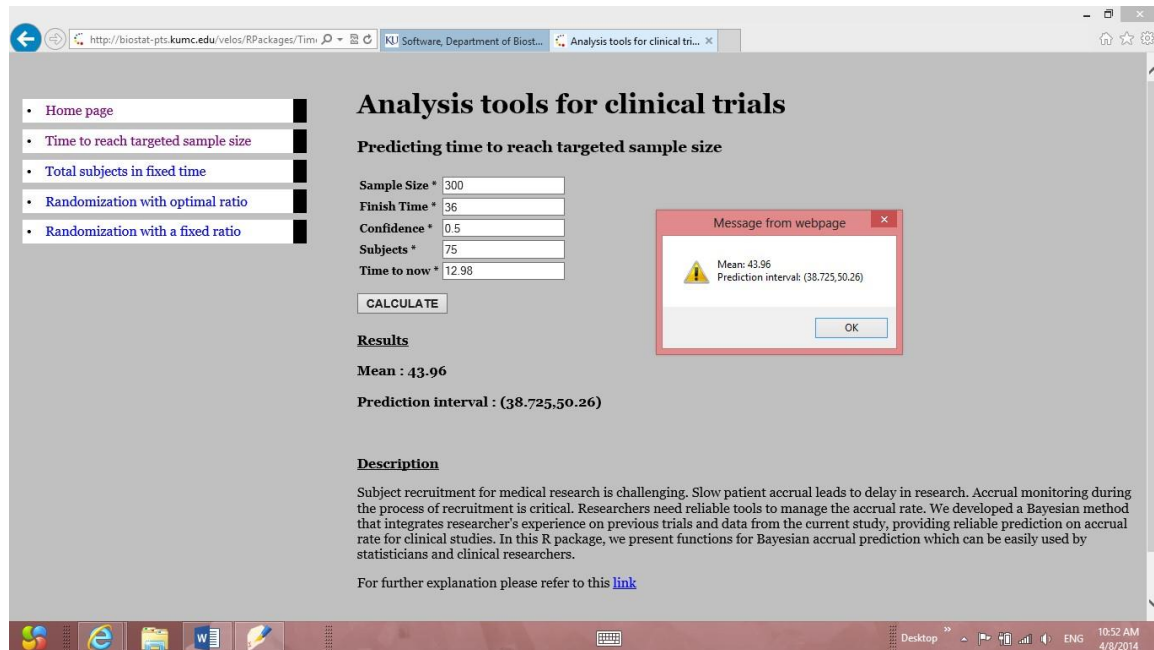 http://biostat-pts.kumc.edu/velos/RPackages/Tim
KU Software, Department of Biost...
Analysis tools for clinical tri...
• Home page
• Time to reach targeted sample size
• Total subjects in fixed time
• Randomization with optimal ratio
• Randomization with a fixed ratio
Analysis tools for clinical trials
Predicting time to reach targeted sample size
Sample Size * 300
Finish Time * 36
Confidence * 0.5
Subjects * 75
Time to now * 12.98
CALCULATE
Message from webpage
Mean: 43.96
Prediction interval: (38.725,50.26)
OK
Results
Mean : 43.96
Prediction interval : (38.725,50.26)
Description
Subject recruitment for medical research is challenging. Slow patient accrual leads to delay in research. Accrual monitoring during
the process of recruitment is critical. Researchers need reliable tools to manage the accrual rate. We developed a Bayesian method
that integrates researcher's experience on previous trials and data from the current study, providing reliable prediction on accrual
rate for clinical studies. In this R package, we present functions for Bayesian accrual prediction which can be easily used by
statisticians and clinical researchers.
For further explanation please refer to this link
Desktop
ENG
10:52 AM
4/8/2014